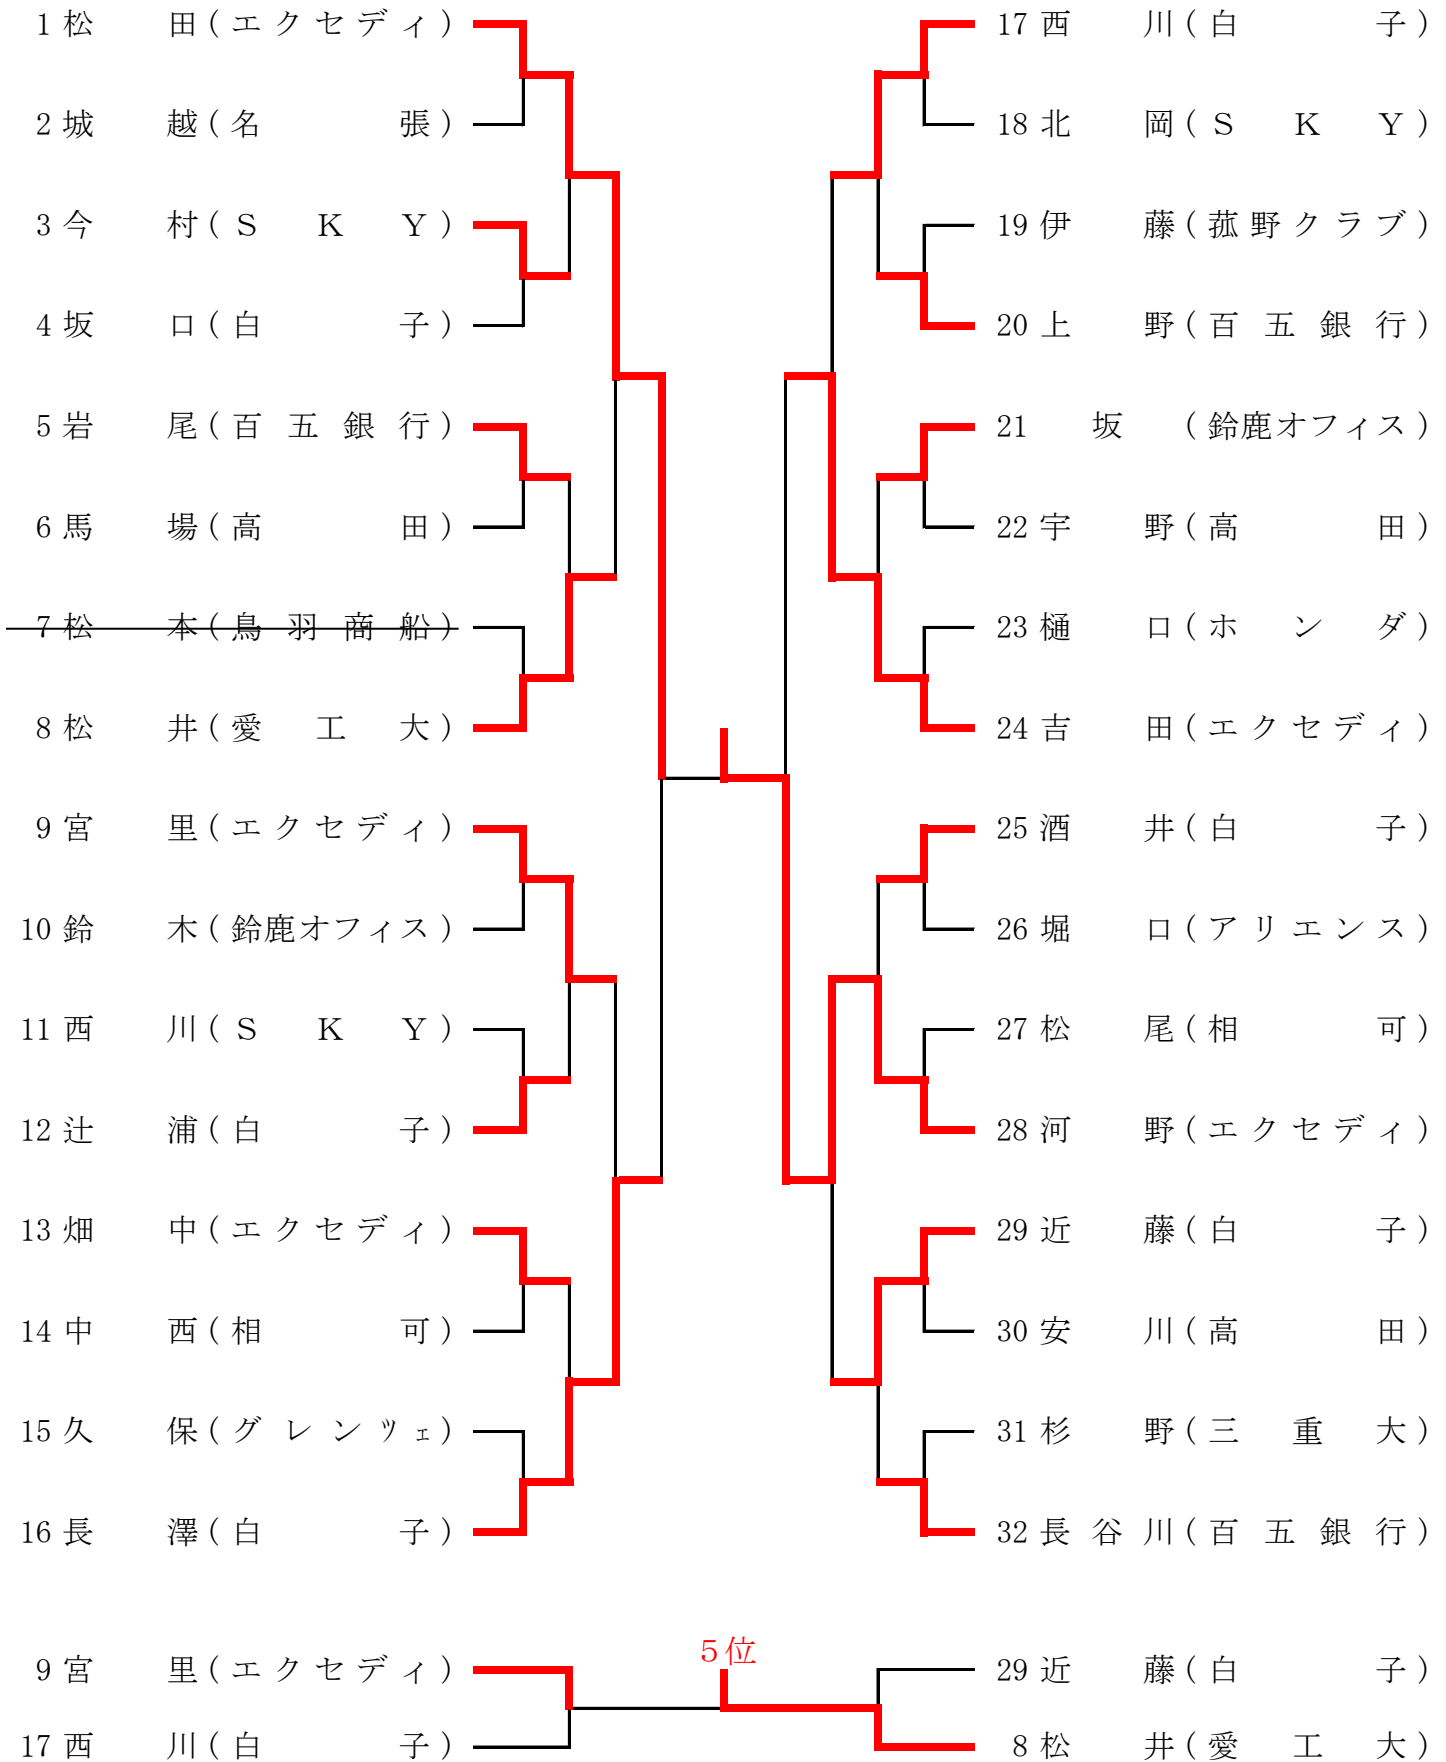 1 松田(エクセディ)
2 城越(名張)
3 今村(SKY)
4 坂口(白子)
5 岩尾(百五銀行)
6 馬場(高田)
7 松本(鳥羽商船)
8 松井(愛工大)
9 宮里(エクセディ)
10 鈴木(鈴鹿オフィス)
11 西川(SKY)
12 辻浦(白子)
13 畑中(エクセディ)
14 中西(相可)
15 久保(グレンツェ)
16 長澤(白子)
17 西川(白子)
18 北岡(SKY)
19 伊藤(菰野クラブ)
20 上野(百五銀行)
21 坂(鈴鹿オフィス)
22 宇野(高田)
23 樋口(ホンダ)
24 吉田(エクセディ)
25 酒井(白子)
26 堀口(アリエンス)
27 松尾(相可)
28 河野(エクセディ)
29 近藤(白子)
30 安川(高田)
31 杉野(三重大)
32 長谷川(百五銀行)
5位
9 宮里(エクセディ)
17 西川(白子)
29 近藤(白子)
8 松井(愛工大)